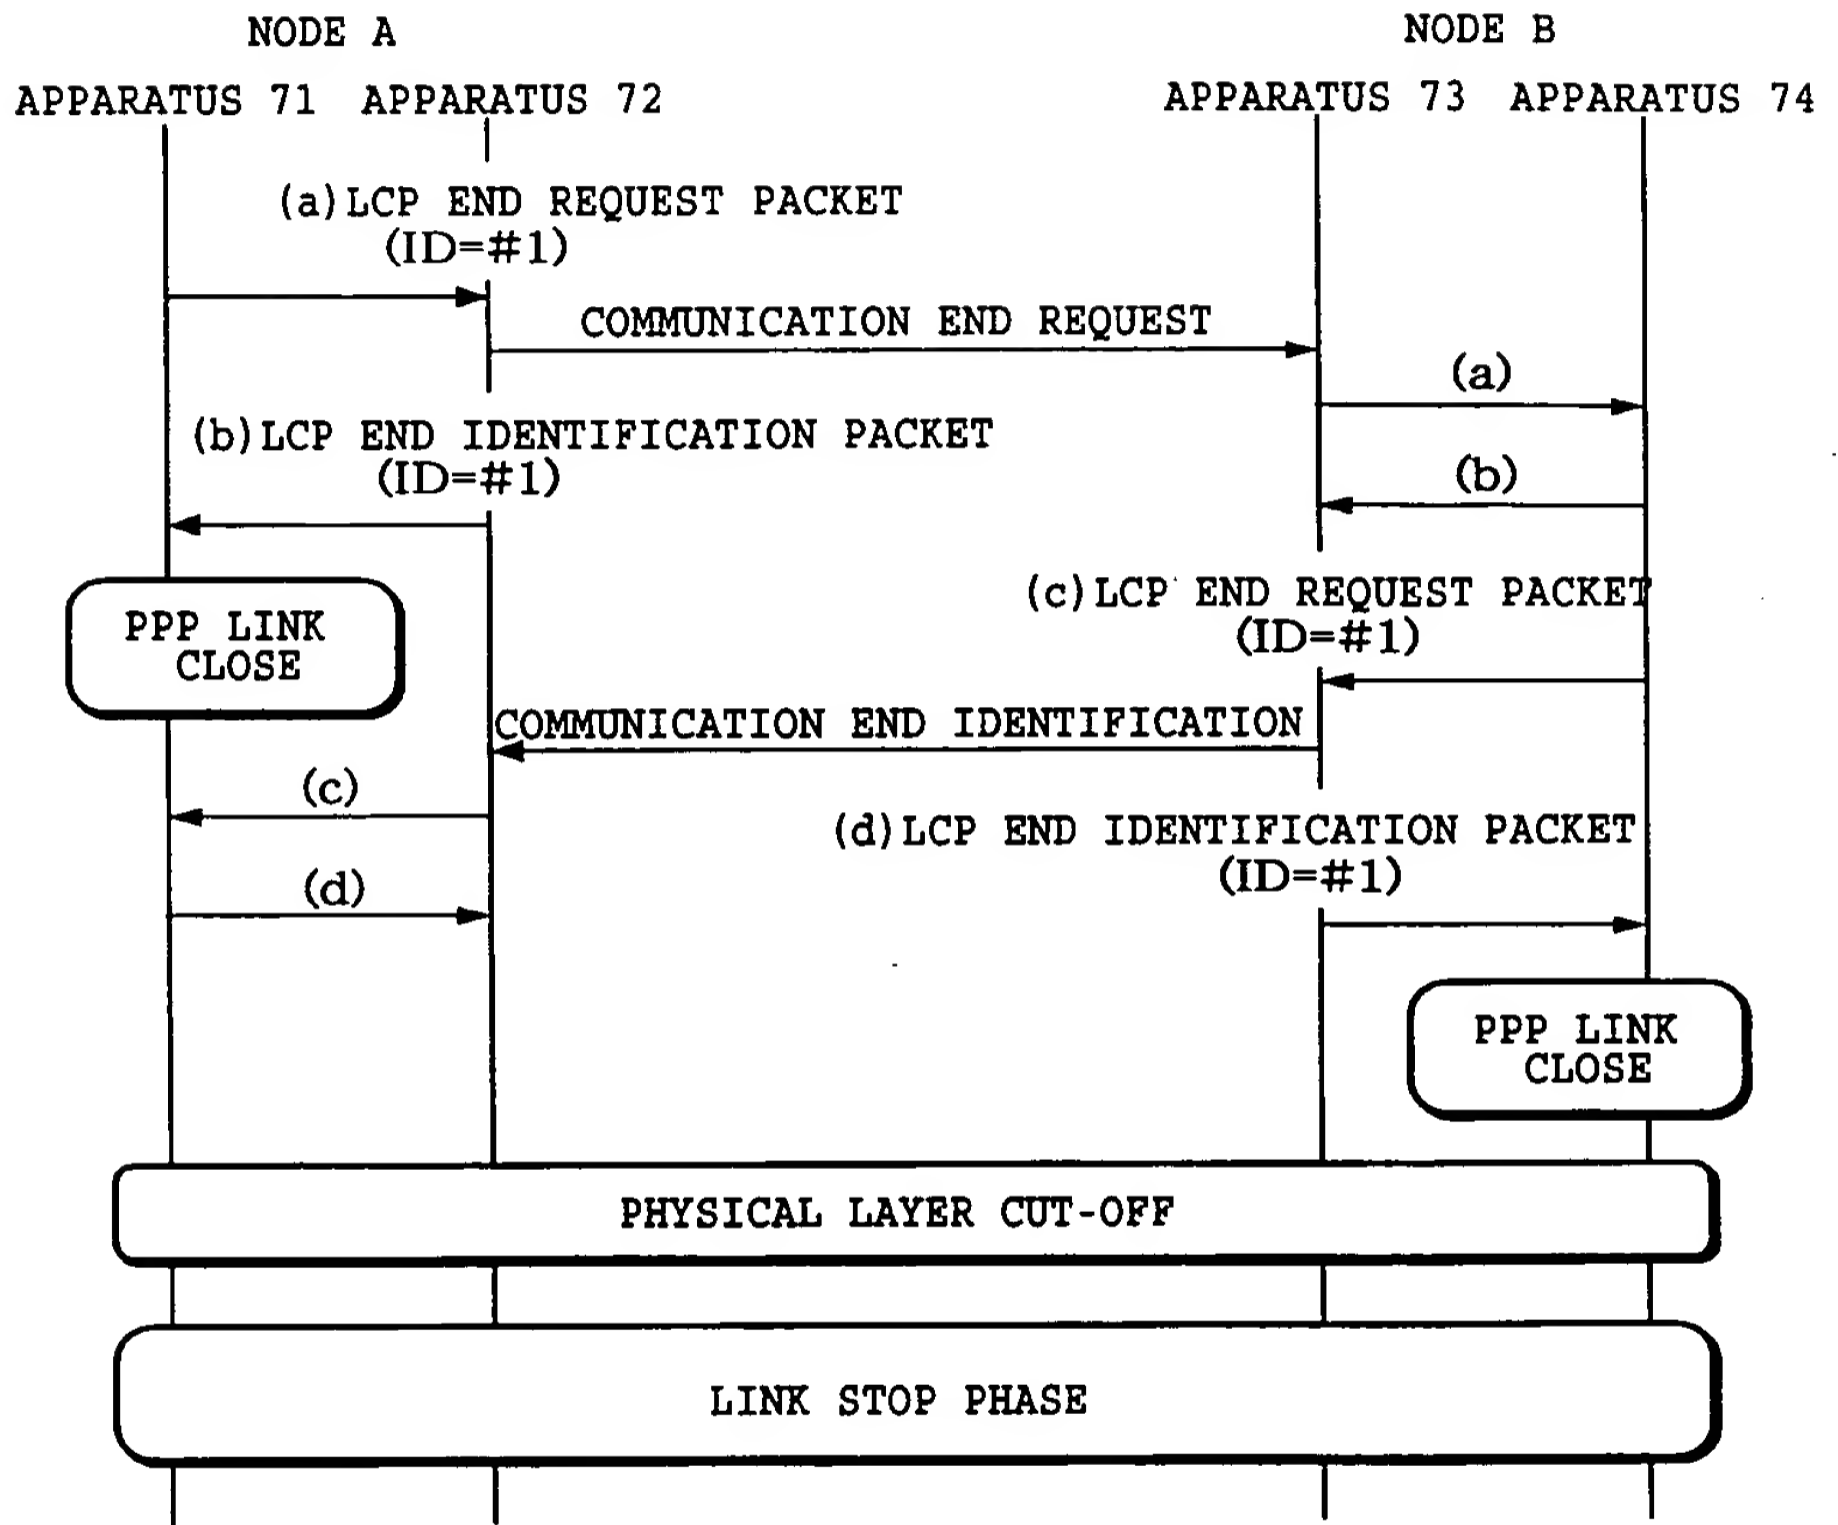 NODE A
NODE B
APPARATUS 71
APPARATUS 72
APPARATUS 73
APPARATUS 74
(a)LCP END REQUEST PACKET
(ID=#1)
COMMUNICATION END REQUEST
(a)
(b)LCP END IDENTIFICATION PACKET
(ID=#1)
(b)
(c)LCP END REQUEST PACKET
(ID=#1)
PPP LINK
CLOSE
COMMUNICATION END IDENTIFICATION
(c)
(d)LCP END IDENTIFICATION PACKET
(ID=#1)
(d)
PPP LINK
CLOSE
PHYSICAL LAYER CUT-OFF
LINK STOP PHASE